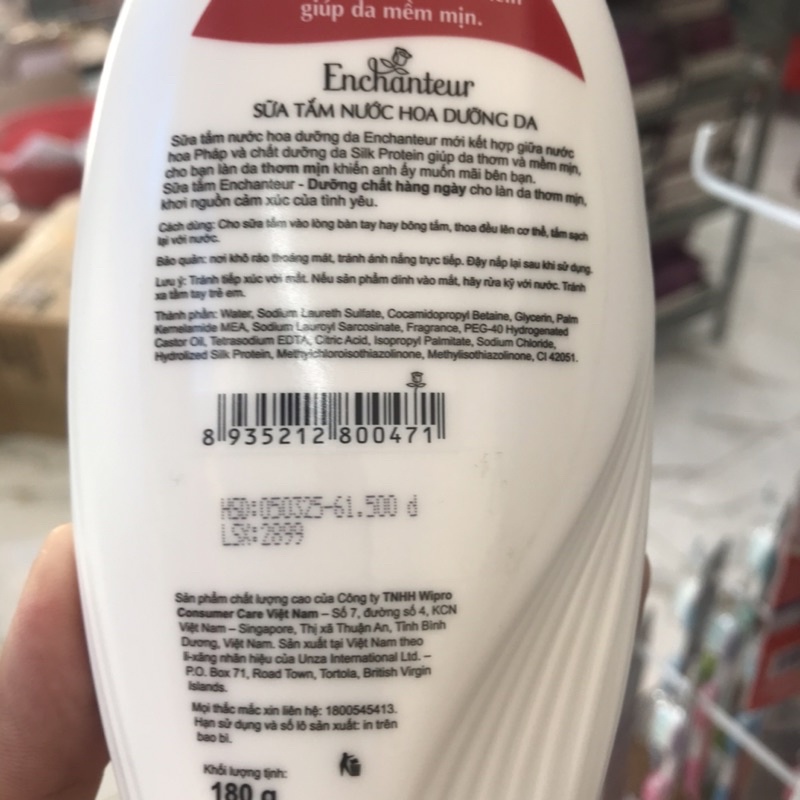 giúp da mềm mịn.
Enchanteur
SỮA TẮM NƯỚC HOA DƯỠNG DA
Sữa tắm nước hoa dưỡng da Enchanteur mới kết hợp giữa nước
hoa Pháp và chất dưỡng da Silk Protein giúp da thơm và mềm mịn,
cho bạn làn da thơm mịn khiến anh ấy muốn mãi bên bạn.
Sữa tắm Enchanteur - Dưỡng chất hàng ngày cho làn da thơm mịn,
khơi nguồn cảm xúc của tình yêu.
Cách dùng: Cho sữa tắm vào lòng bàn tay hay bông tắm, thoa đều lên cơ thể, tắm sạch
lại với nước.
Bảo quản: nơi khô ráo thoáng mát, tránh ánh nắng trực tiếp. Đậy nắp lại sau khi sử dụng.
Lưu ý: Tránh tiếp xúc với mắt. Nếu sản phẩm dính vào mắt, hãy rửa kỹ với nước. Tránh
xa tầm tay trẻ em.
Thành phần: Water, Sodium Laureth Sulfate, Cocamidopropyl Betaine, Glycerin, Palm
Kernelamide MEA, Sodium Lauroyl Sarcosinate, Fragrance, PEG-40 Hydrogenated
Castor Oil, Tetrasodium EDTA, Citric Acid, Isopropyl Palmitate, Sodium Chloride,
Hydrolized Silk Protein, Methylchloroisothiazolinone, Methylisothiazolinone, CI 42051.
8 935212 800471
HSD:050325-61.500 đ
LSX:2899
Sản phẩm chất lượng cao của Công ty TNHH Wipro
Consumer Care Việt Nam – Số 7, đường số 4, KCN
Việt Nam – Singapore, Thị xã Thuận An, Tỉnh Bình
Dương, Việt Nam. Sản xuất tại Việt Nam theo
li-xăng nhãn hiệu của Unza International Ltd. –
P.O. Box 71, Road Town, Tortola, British Virgin
Islands.
Mọi thắc mắc xin liên hệ: 1800545413.
Hạn sử dụng và số lô sản xuất: in trên
bao bì.
Khối lượng tịnh:
180 g